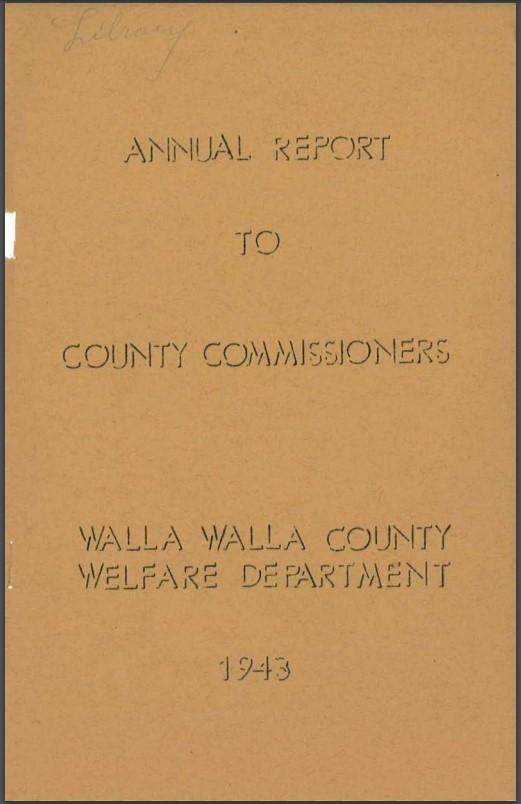 Library
ANNUAL REPORT
TO
COUNTY COMMISSIONERS
WALLA WALLA COUNTY
WELFARE DEPARTMENT
1943